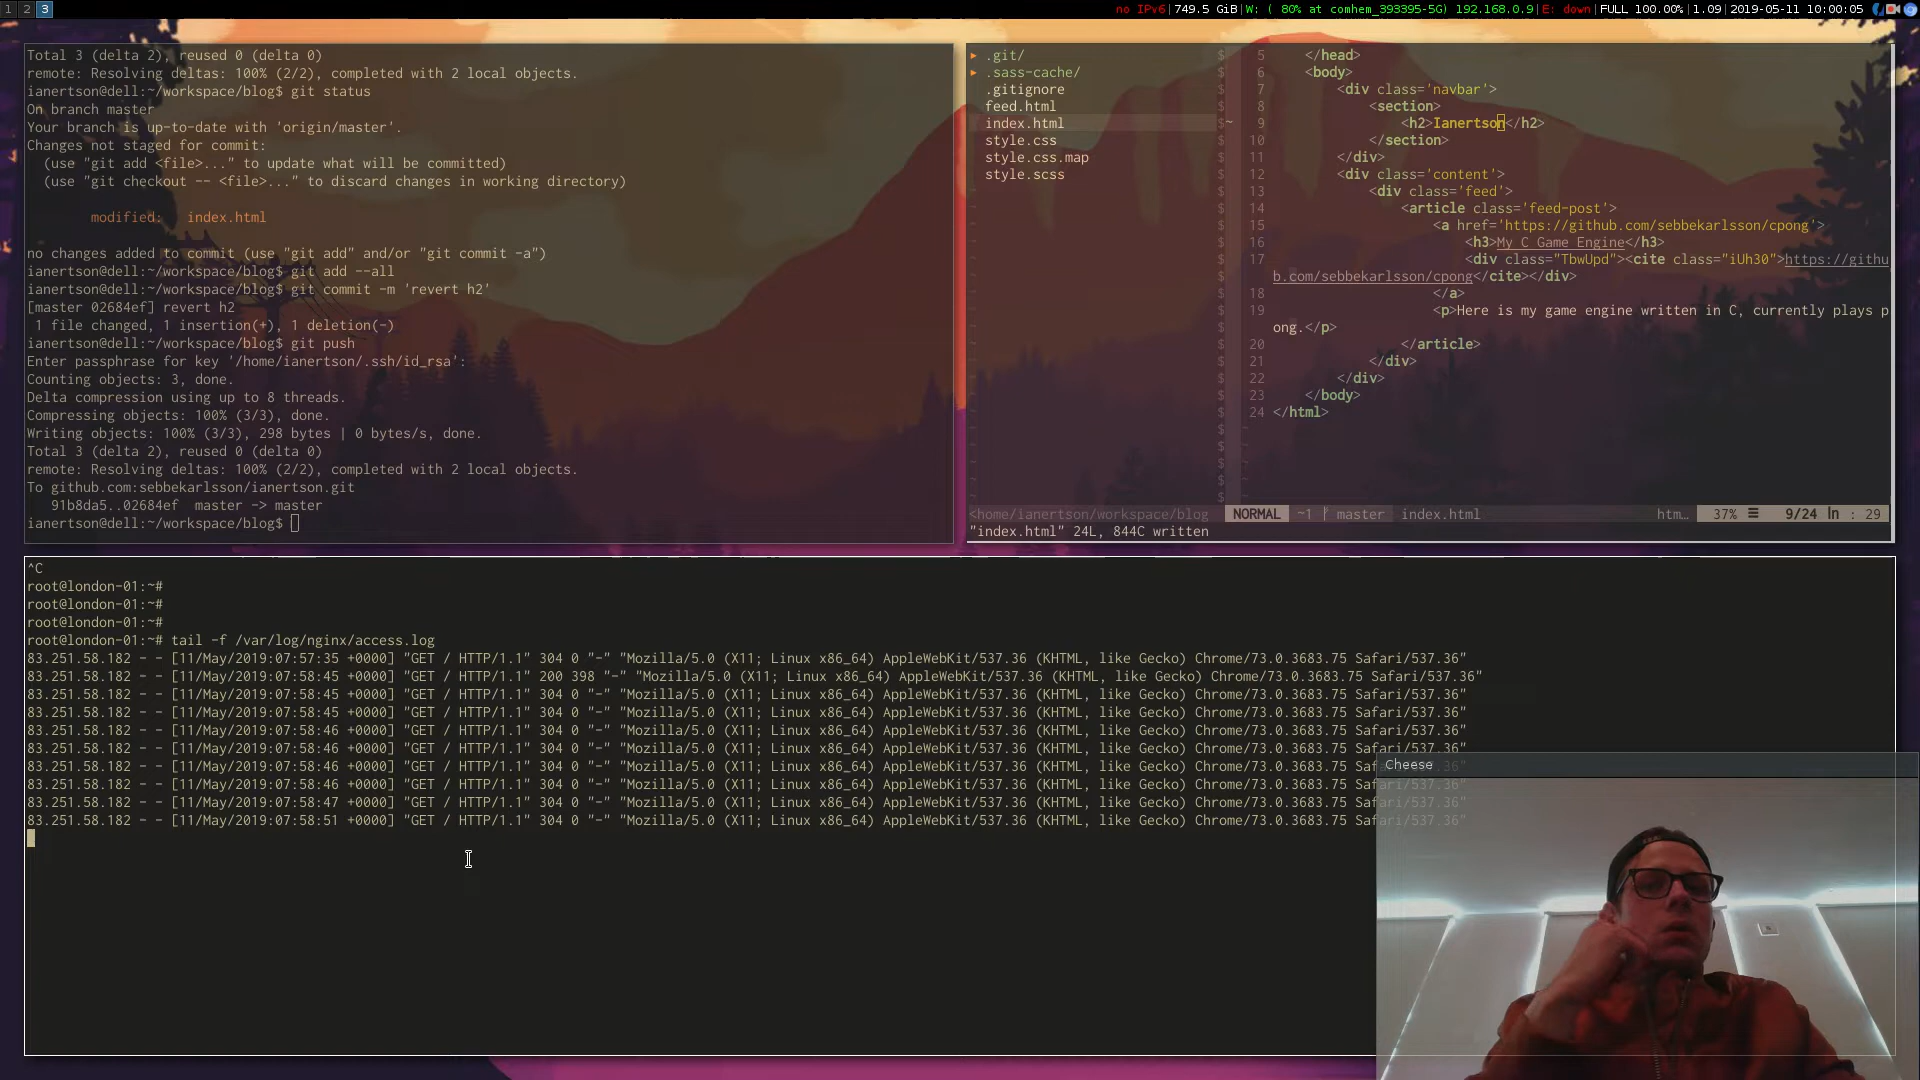 1 2 3
no IPv6|749.5 GiB|W: ( 80% at comhem_393395-5G) 192.168.0.9|E: down|FULL 100.00%|1.09|2019-05-11 10:00:05
Total 3 (delta 2), reused 0 (delta 0)
remote: Resolving deltas: 100% (2/2), completed with 2 local objects.
ianertson@dell:~/workspace/blog$ git status
On branch master
Your branch is up-to-date with 'origin/master'.
Changes not staged for commit:
(use "git add <file>..." to update what will be committed)
(use "git checkout -- <file>..." to discard changes in working directory)
modified: index.html
no changes added to commit (use "git add" and/or "git commit -a")
ianertson@dell:~/workspace/blog$ git add --all
ianertson@dell:~/workspace/blog$ git commit -m 'revert h2'
[master 02684ef] revert h2
1 file changed, 1 insertion(+), 1 deletion(-)
ianertson@dell:~/workspace/blog$ git push
Enter passphrase for key '/home/ianertson/.ssh/id_rsa':
Counting objects: 3, done.
Delta compression using up to 8 threads.
Compressing objects: 100% (3/3), done.
Writing objects: 100% (3/3), 298 bytes | 0 bytes/s, done.
Total 3 (delta 2), reused 0 (delta 0)
remote: Resolving deltas: 100% (2/2), completed with 2 local objects.
To github.com:sebbekarlsson/ianertson.git
91b8da5..02684ef master -> master
ianertson@dell:~/workspace/blog$
▸ .git/
▸ .sass-cache/
.gitignore
feed.html
index.html
style.css
style.css.map
style.scss
<home/ianertson/workspace/blog
5 </head>
6 <body>
7 <div class='navbar'>
8 <section>
~ 9 <h2>Ianertson</h2>
10 </section>
11 </div>
12 <div class='content'>
13 <div class='feed'>
14 <article class='feed-post'>
15 <a href='https://github.com/sebbekarlsson/cpong'>
16 <h3>My C Game Engine</h3>
17 <div class="TbwUpd"><cite class="iUh30">https://githu
b.com/sebbekarlsson/cpong</cite></div>
18 </a>
19 <p>Here is my game engine written in C, currently plays p
ong.</p>
20 </article>
21 </div>
22 </div>
23 </body>
24 </html>
NORMAL ~1 master index.html htm… 37% ☰ 9/24 ln : 29
"index.html" 24L, 844C written
^C
root@london-01:~#
root@london-01:~#
root@london-01:~#
root@london-01:~# tail -f /var/log/nginx/access.log
83.251.58.182 - - [11/May/2019:07:57:35 +0000] "GET / HTTP/1.1" 304 0 "-" "Mozilla/5.0 (X11; Linux x86_64) AppleWebKit/537.36 (KHTML, like Gecko) Chrome/73.0.3683.75 Safari/537.36"
83.251.58.182 - - [11/May/2019:07:58:45 +0000] "GET / HTTP/1.1" 200 398 "-" "Mozilla/5.0 (X11; Linux x86_64) AppleWebKit/537.36 (KHTML, like Gecko) Chrome/73.0.3683.75 Safari/537.36"
83.251.58.182 - - [11/May/2019:07:58:45 +0000] "GET / HTTP/1.1" 304 0 "-" "Mozilla/5.0 (X11; Linux x86_64) AppleWebKit/537.36 (KHTML, like Gecko) Chrome/73.0.3683.75 Safari/537.36"
83.251.58.182 - - [11/May/2019:07:58:45 +0000] "GET / HTTP/1.1" 304 0 "-" "Mozilla/5.0 (X11; Linux x86_64) AppleWebKit/537.36 (KHTML, like Gecko) Chrome/73.0.3683.75 Safari/537.36"
83.251.58.182 - - [11/May/2019:07:58:46 +0000] "GET / HTTP/1.1" 304 0 "-" "Mozilla/5.0 (X11; Linux x86_64) AppleWebKit/537.36 (KHTML, like Gecko) Chrome/73.0.3683.75 Safari/537.36"
83.251.58.182 - - [11/May/2019:07:58:46 +0000] "GET / HTTP/1.1" 304 0 "-" "Mozilla/5.0 (X11; Linux x86_64) AppleWebKit/537.36 (KHTML, like Gecko) Chrome/73.0.3683.75 Safari/537.36"
83.251.58.182 - - [11/May/2019:07:58:46 +0000] "GET / HTTP/1.1" 304 0 "-" "Mozilla/5.0 (X11; Linux x86_64) AppleWebKit/537.36 (KHTML, like Gecko) Chrome/73.0.3683.75 Safari/537.36"
83.251.58.182 - - [11/May/2019:07:58:46 +0000] "GET / HTTP/1.1" 304 0 "-" "Mozilla/5.0 (X11; Linux x86_64) AppleWebKit/537.36 (KHTML, like Gecko) Chrome/73.0.3683.75 Safari/537.36"
83.251.58.182 - - [11/May/2019:07:58:47 +0000] "GET / HTTP/1.1" 304 0 "-" "Mozilla/5.0 (X11; Linux x86_64) AppleWebKit/537.36 (KHTML, like Gecko) Chrome/73.0.3683.75 Safari/537.36"
83.251.58.182 - - [11/May/2019:07:58:51 +0000] "GET / HTTP/1.1" 304 0 "-" "Mozilla/5.0 (X11; Linux x86_64) AppleWebKit/537.36 (KHTML, like Gecko) Chrome/73.0.3683.75 Safari/537.36"
Cheese